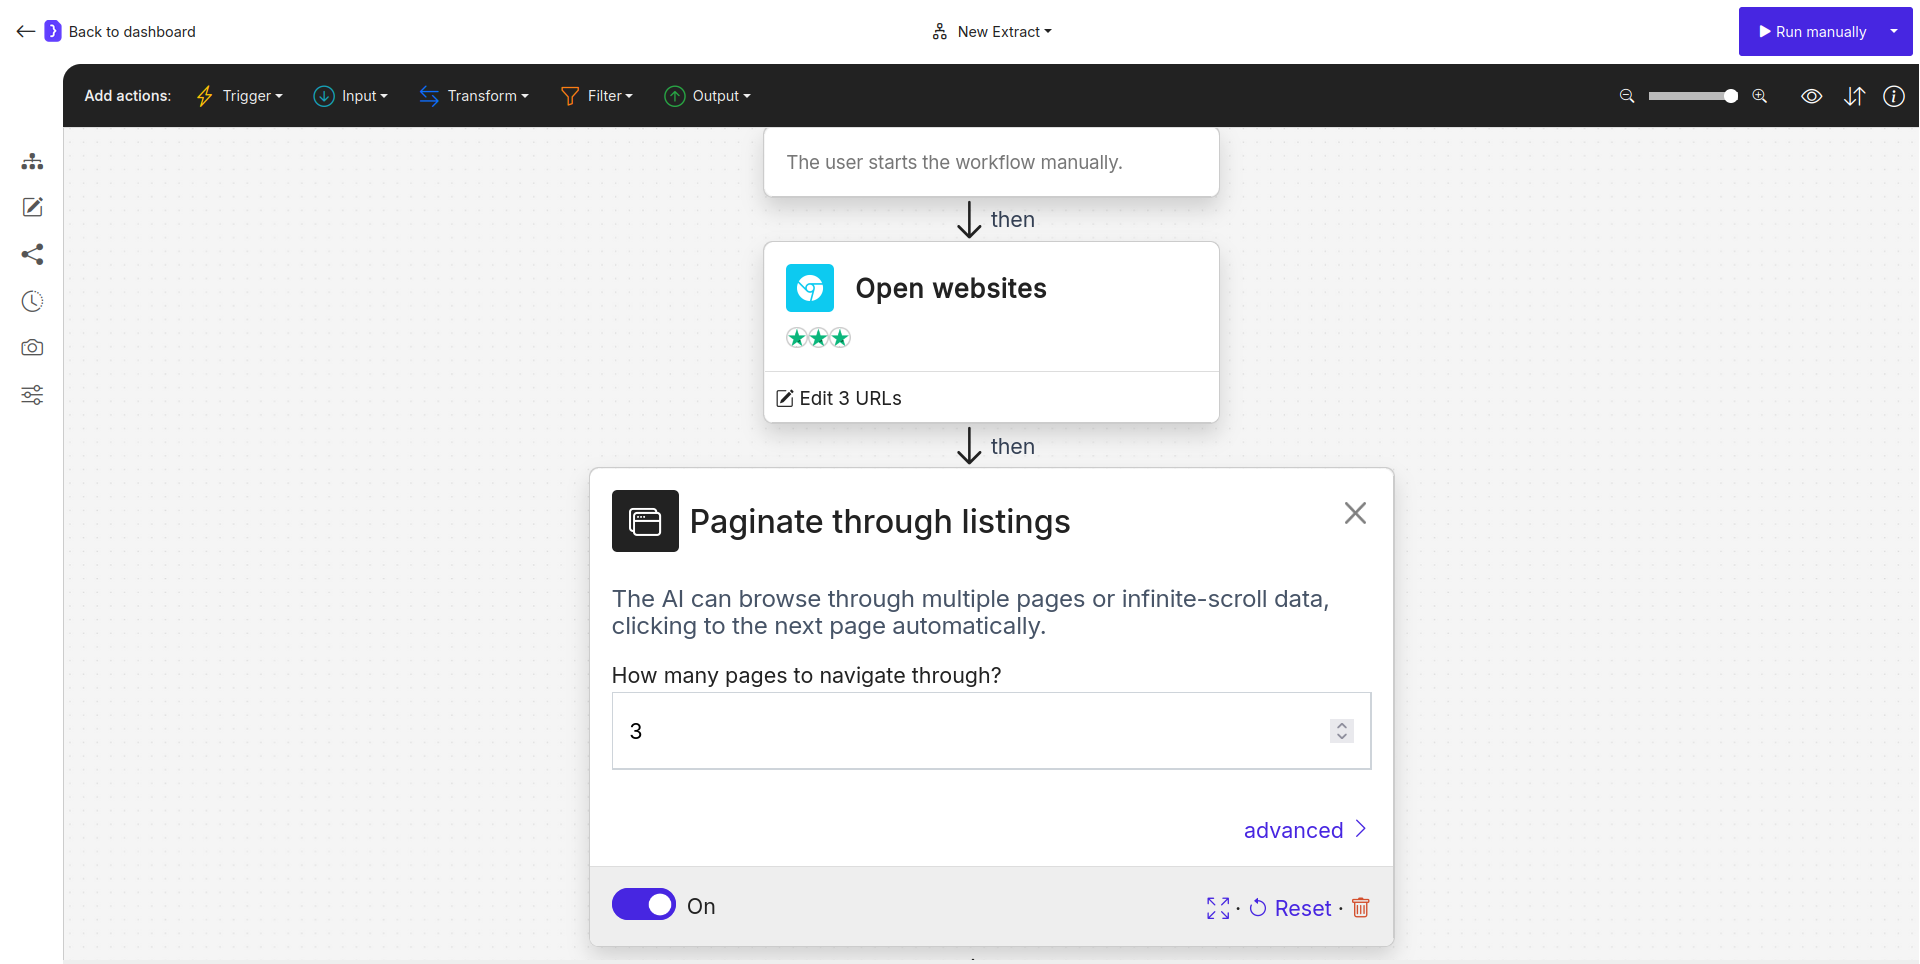 Back to dashboard
New Extract
Run manually
Add actions:
Trigger
Input
Transform
Filter
Output
The user starts the workflow manually.
then
Open websites
Edit 3 URLs
then
Paginate through listings
The AI can browse through multiple pages or infinite-scroll data,
clicking to the next page automatically.
How many pages to navigate through?
3
advanced
On
· Reset ·